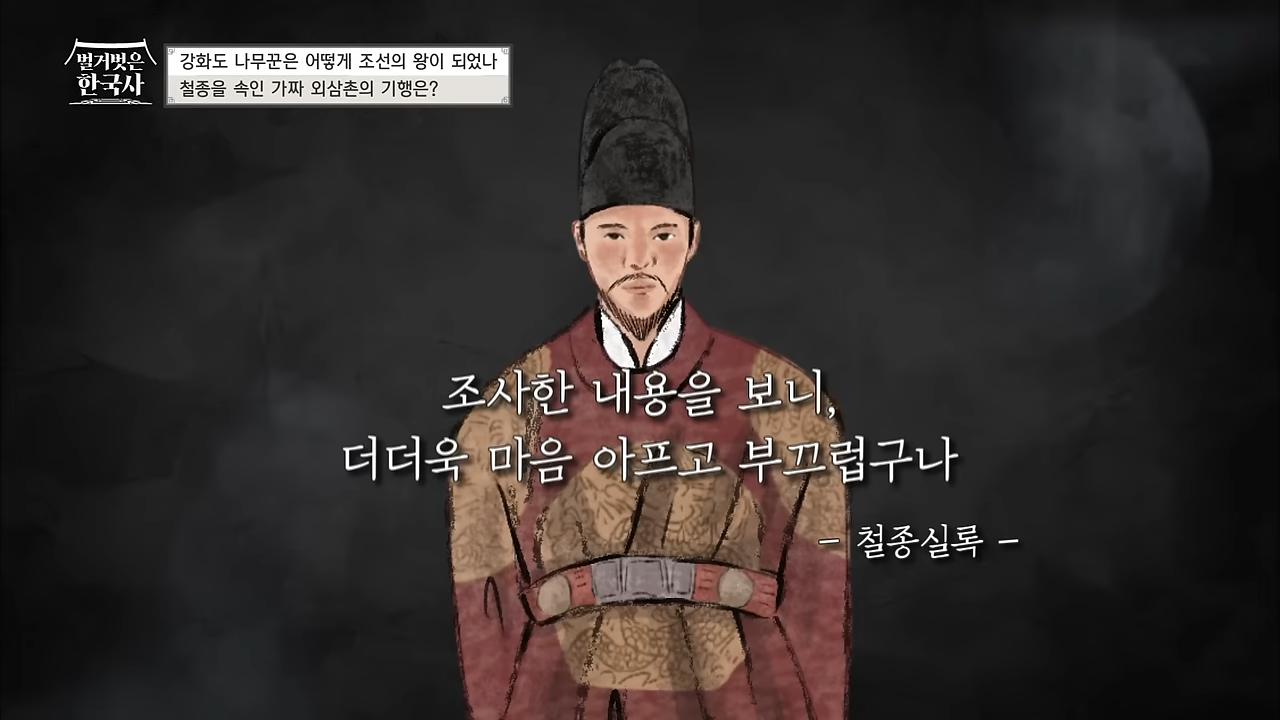 벌거벗은
한국사
강화도 나무꾼은 어떻게 조선의 왕이 되었나
철종을 속인 가짜 외삼촌의 기행은?
조사한 내용을 보니,
더더욱 마음 아프고 부끄럽구나
- 철종실록 -